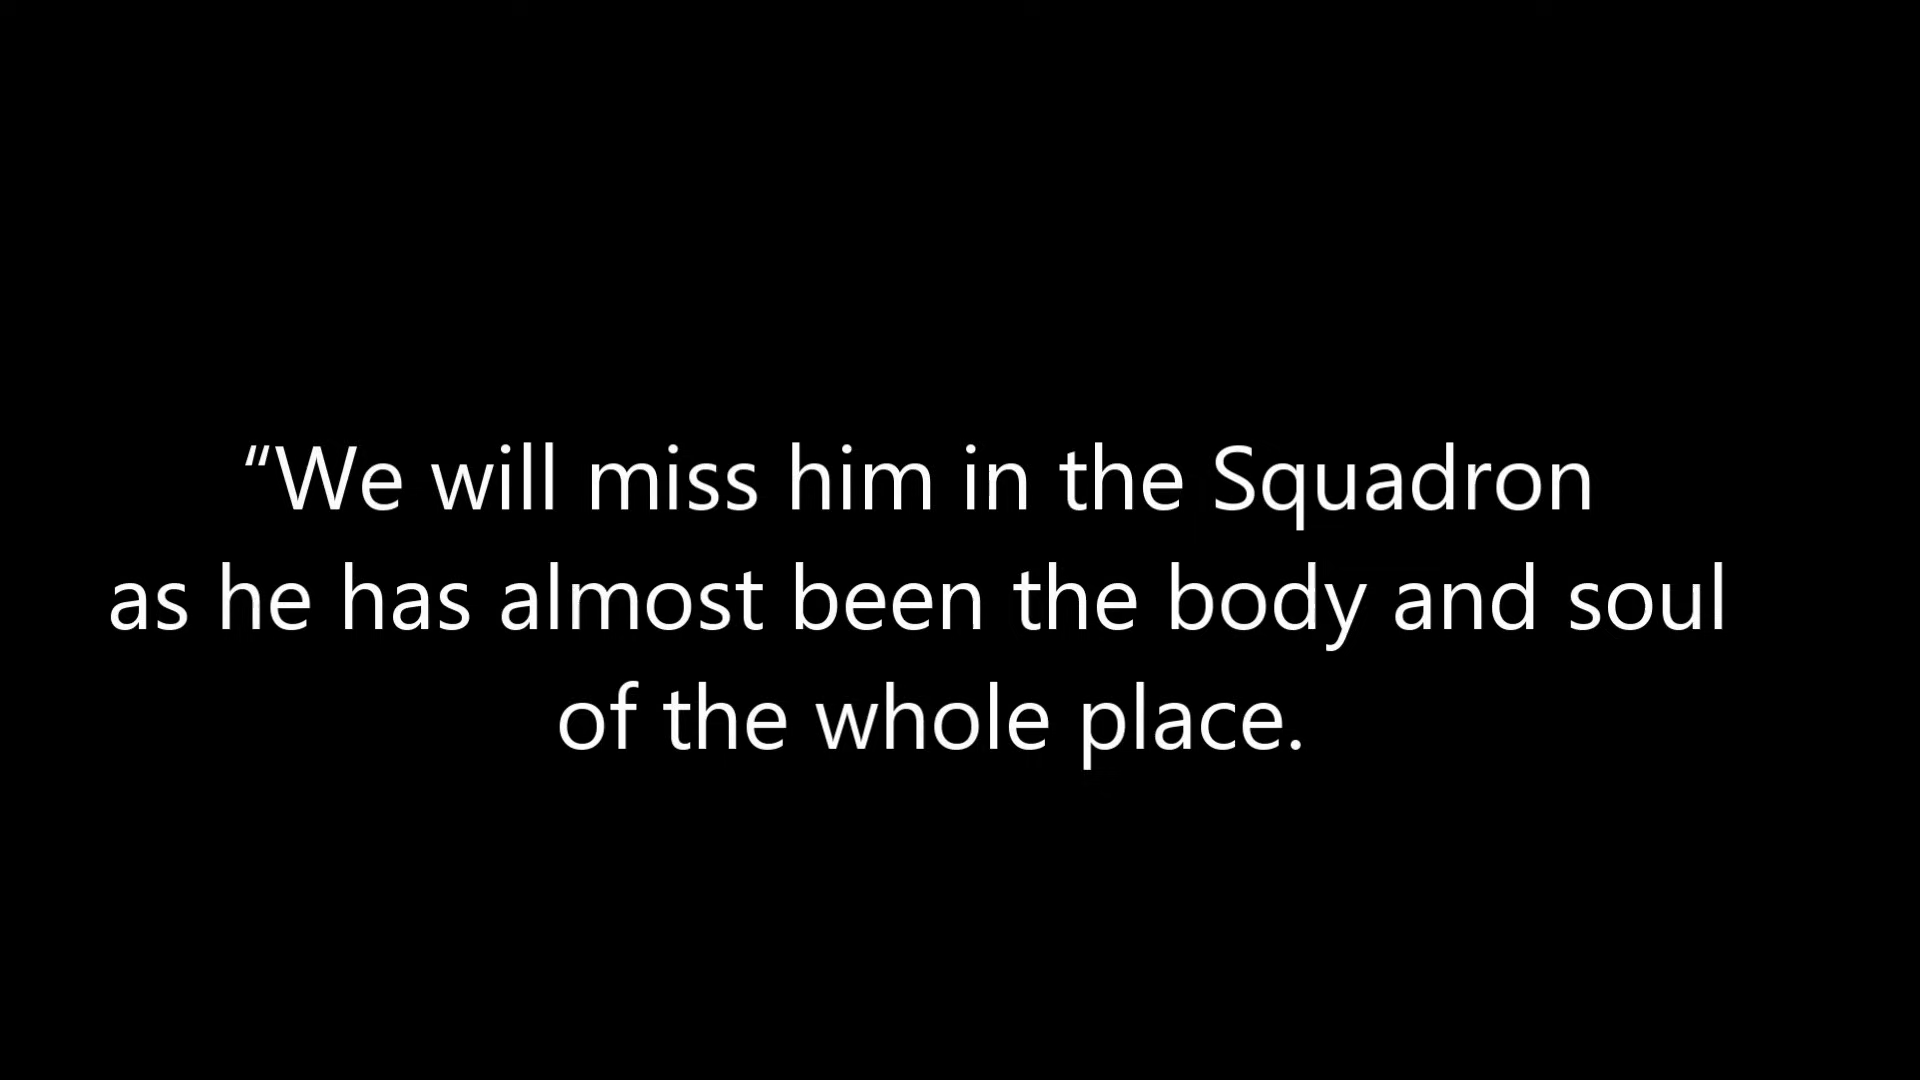 “We will miss him in the Squadron
as he has almost been the body and soul
of the whole place.